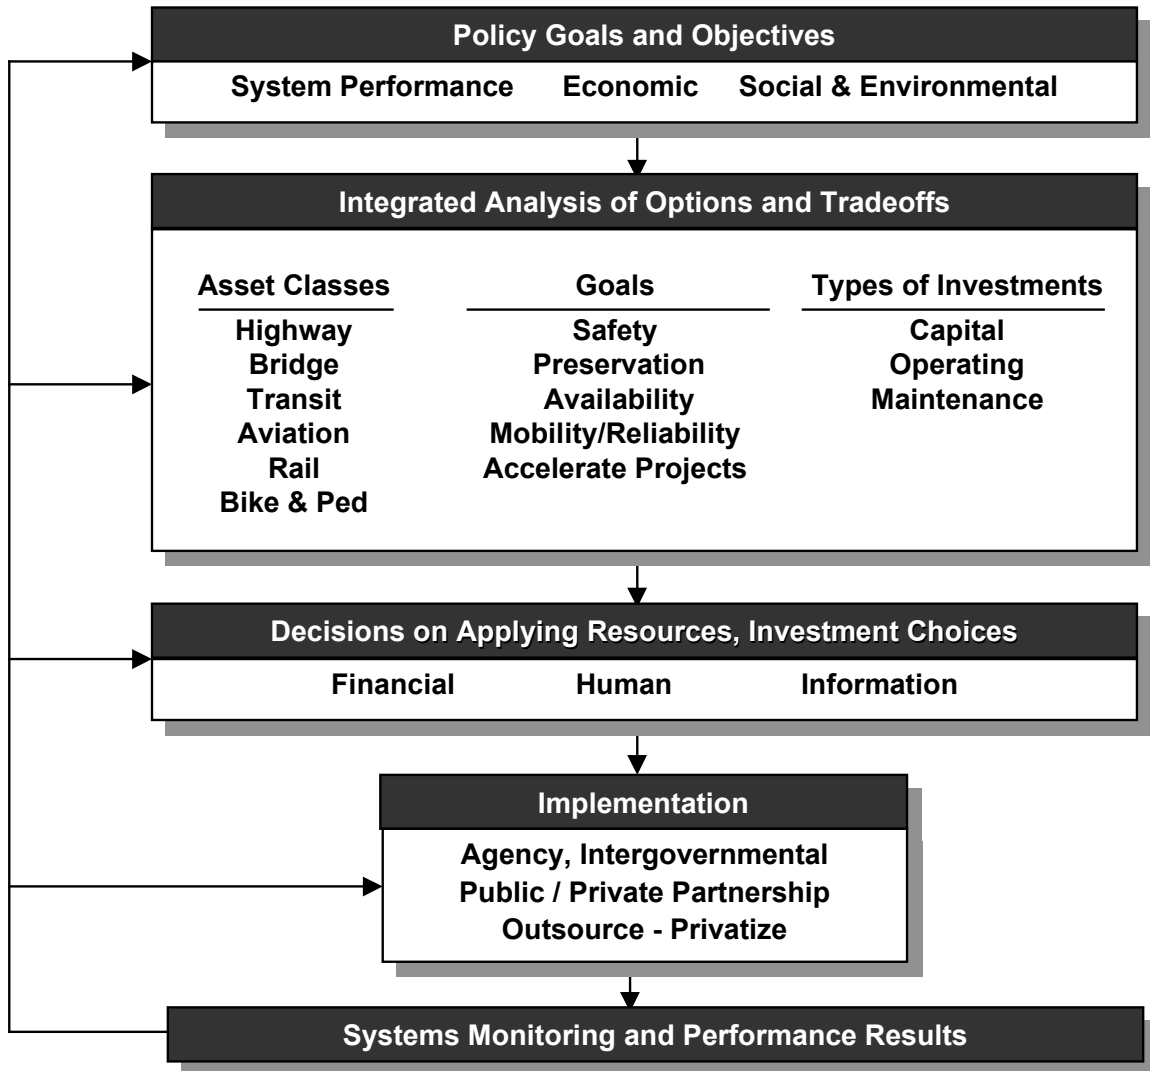 Policy Goals and Objectives
System Performance Economic Social & Environmental
Integrated Analysis of Options and Tradeoffs
Asset Classes Goals Types of Investments
Highway Safety Capital
Bridge Preservation Operating
Transit Availability Maintenance
Aviation Mobility/Reliability
Rail Accelerate Projects
Bike & Ped
Decisions on Applying Resources, Investment Choices
Financial Human Information
Implementation
Agency, Intergovernmental
Public / Private Partnership
Outsource - Privatize
Systems Monitoring and Performance Results